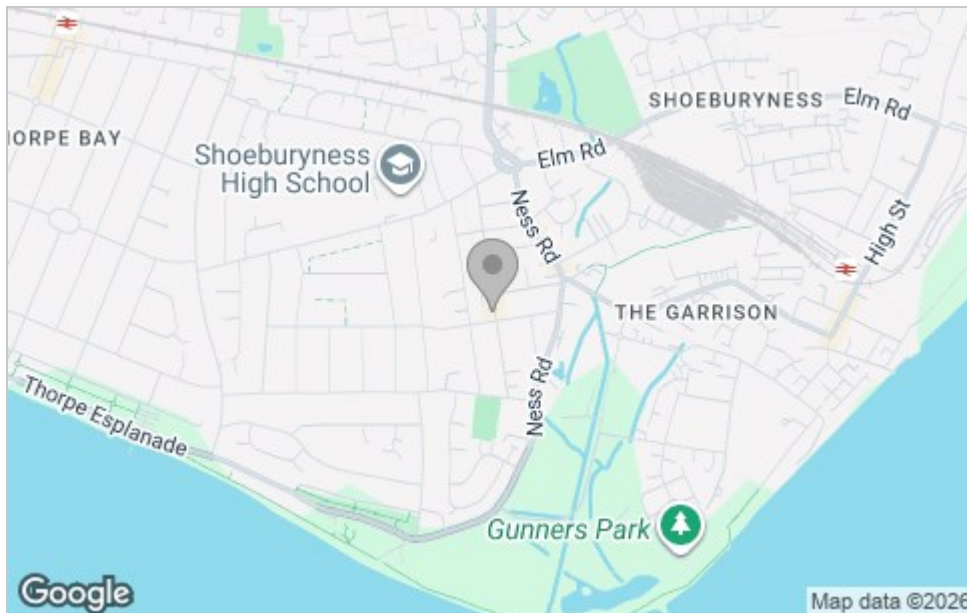 SHOEBURYNESS
Elm Rd
HORPE BAY
Shoeburyness
High School
Elm Rd
Ness Rd
High St
THE GARRISON
Thorpe Esplanade
Ness Rd
Gunners Park
Google
Map data ©2026